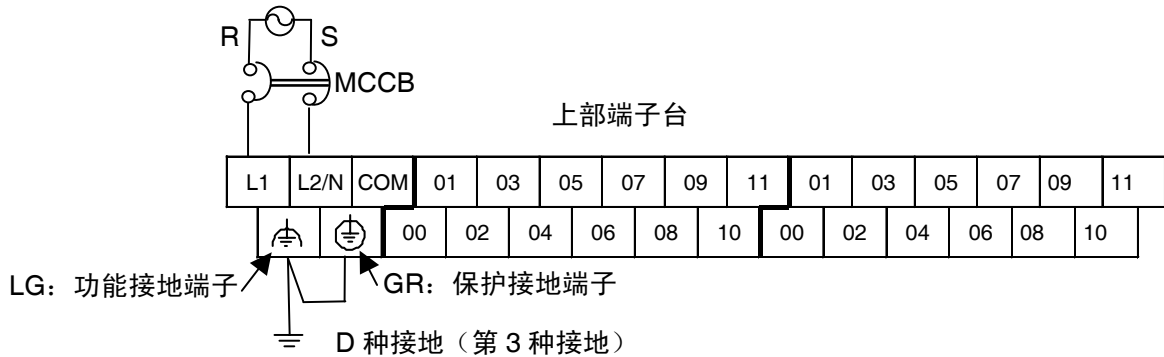 R S
MCCB
上部端子台
L1 L2/N COM 01 03 05 07 09 11 01 03 05 07 09 11
00 02 04 06 08 10 00 02 04 06 08 10
LG：功能接地端子 GR：保护接地端子
D 种接地（第 3 种接地）